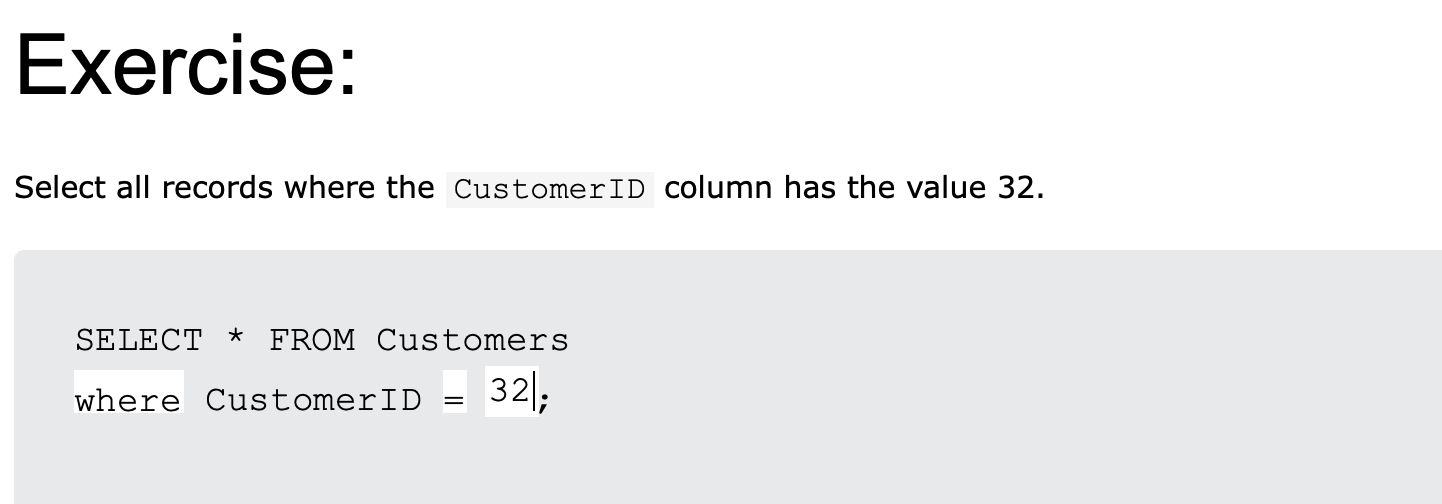 Exercise:
Select all records where the CustomerID column has the value 32.
SELECT * FROM Customers
where CustomerID = 32;